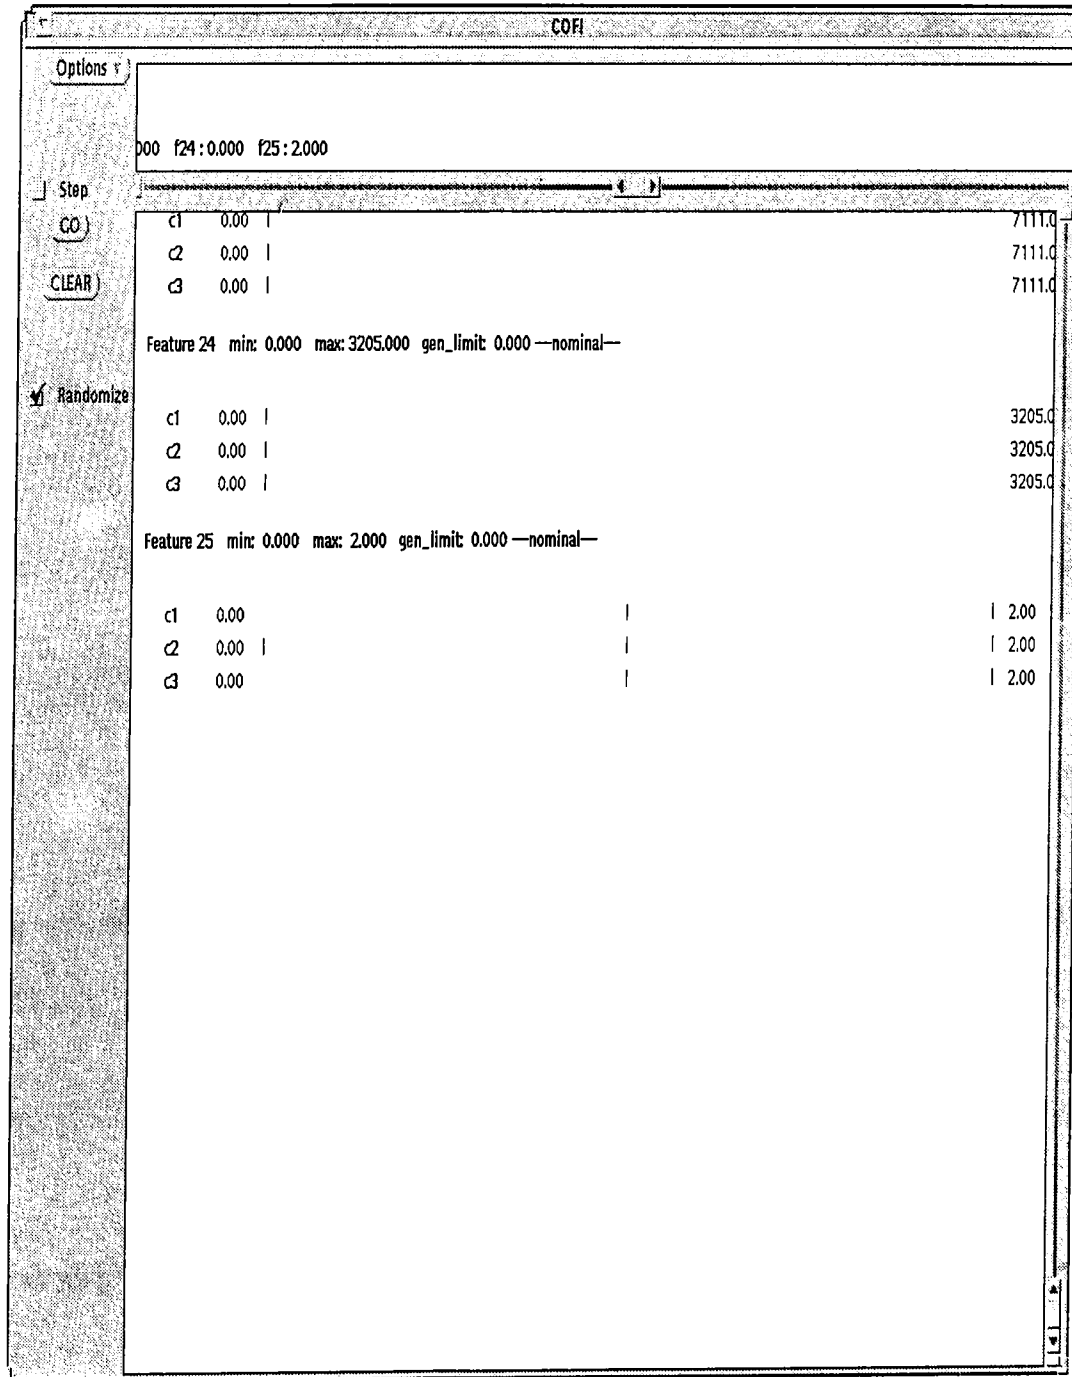 COFI
Options
000 f24 : 0.000 f25 : 2.000
Step
GO
CLEAR
Randomize
c1 0.00 | 7111.0
c2 0.00 | 7111.0
c3 0.00 | 7111.0
Feature 24 min: 0.000 max: 3205.000 gen_limit: 0.000 —nominal—
c1 0.00 | 3205.0
c2 0.00 | 3205.0
c3 0.00 | 3205.0
Feature 25 min: 0.000 max: 2.000 gen_limit: 0.000 —nominal—
c1 0.00 | | 2.00
c2 0.00 | | | 2.00
c3 0.00 | | 2.00